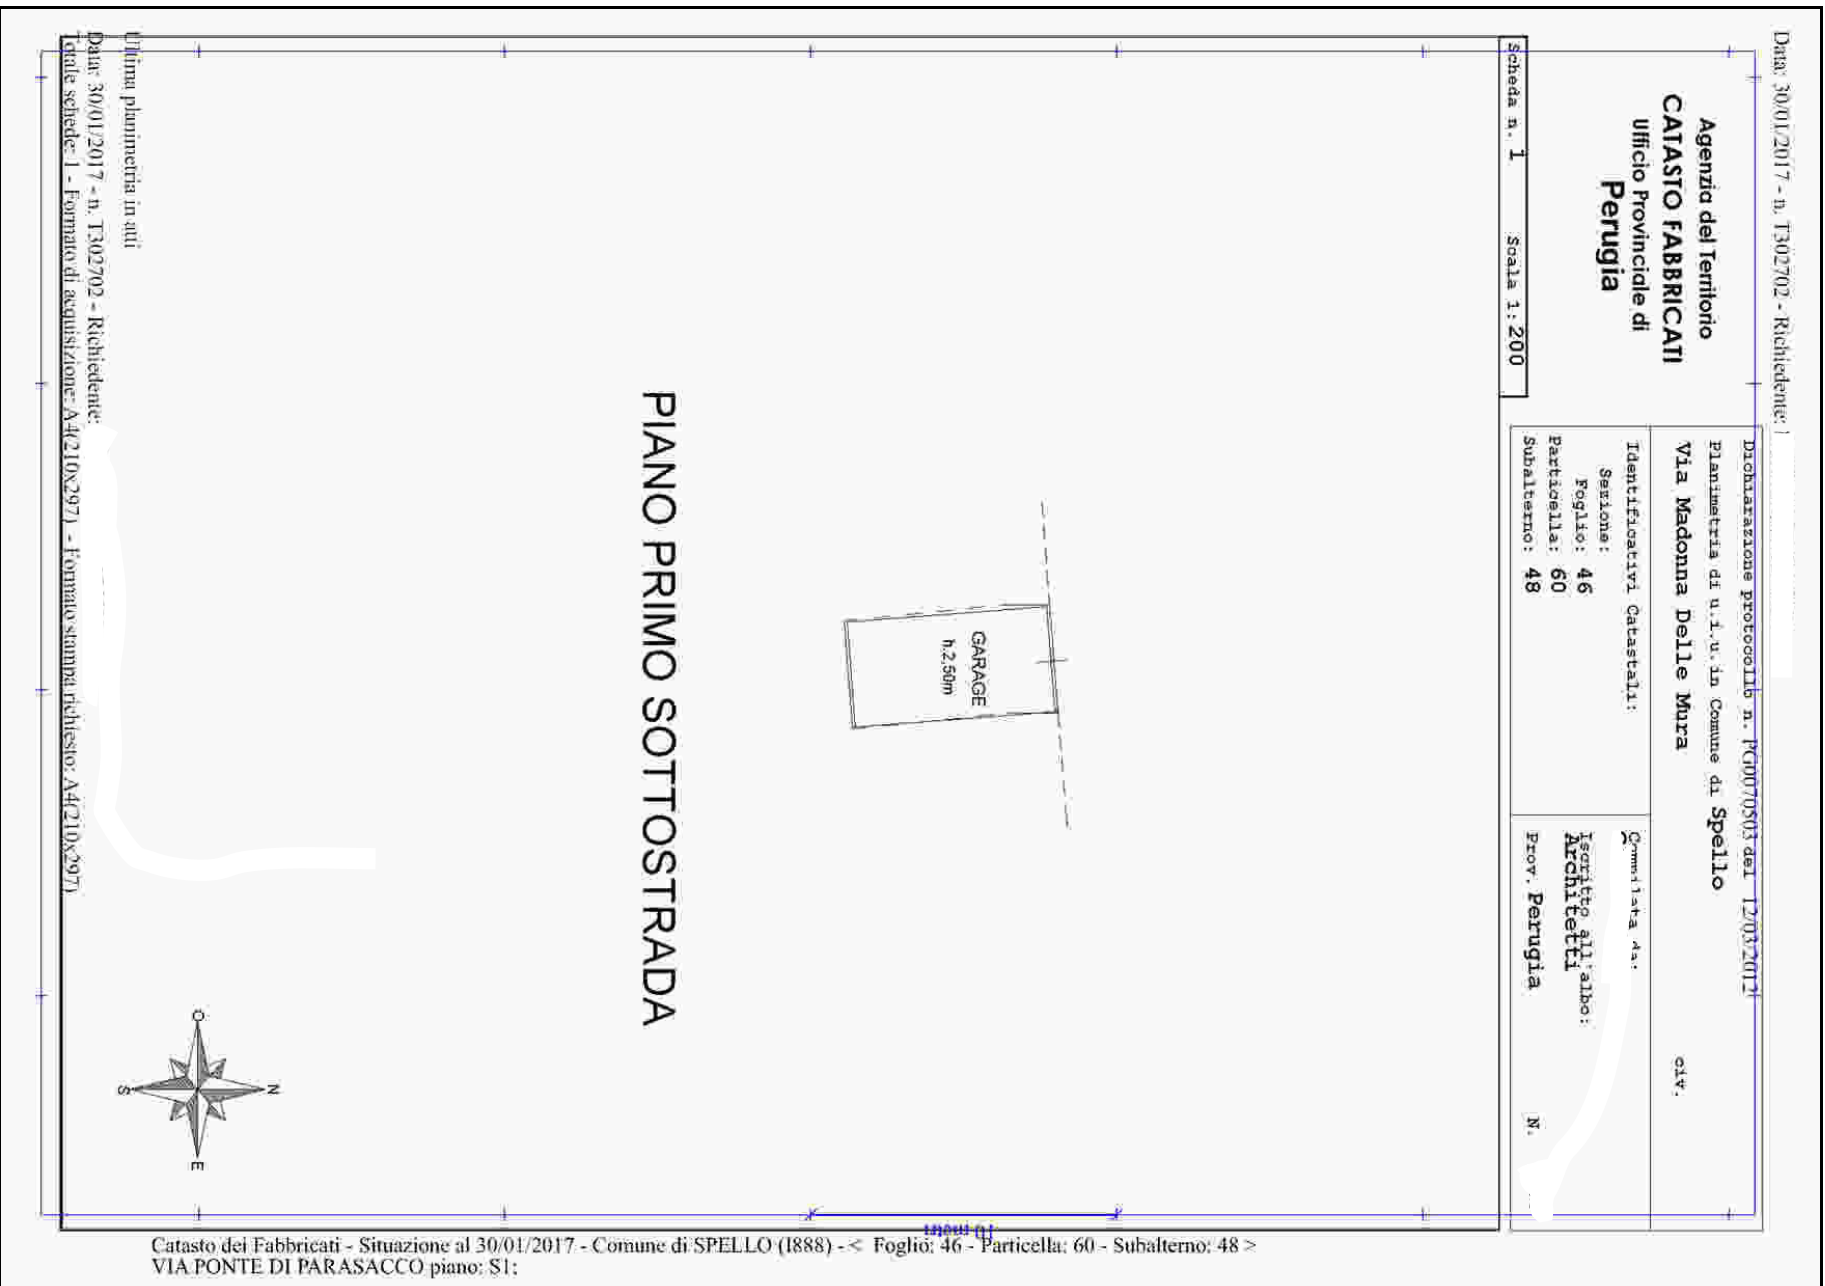 Data: 30/01/2017 - n. T302702 - Richiedente:
Agenzia del Territorio
CATASTO FABBRICATI
Ufficio Provinciale di
Perugia
Dichiarazione protocollo n. PG0070503 del 12/03/2012
Planimetria di u.i.u. in Comune di Spello
Via Madonna Delle Mura civ.
Identificativi Catastali:
Sezione:
Foglio: 46
Particella: 60
Subalterno: 48
Compilata da:
Iscritto all'albo:
Architetti
Prov. Perugia N.
Scheda n. 1 Scala 1:200
GARAGE
h.2,50m
PIANO PRIMO SOTTOSTRADA
O
N
S
E
Ultima planimetria in atti
Data: 30/01/2017 - n. T302702 - Richiedente:
Totale schede: 1 - Formato di acquisizione: A4(210x297) - Formato stampa richiesto: A4(210x297)
10 metri
Catasto dei Fabbricati - Situazione al 30/01/2017 - Comune di SPELLO (I888) - < Foglio: 46 - Particella: 60 - Subalterno: 48 >
VIA PONTE DI PARASACCO piano: S1;